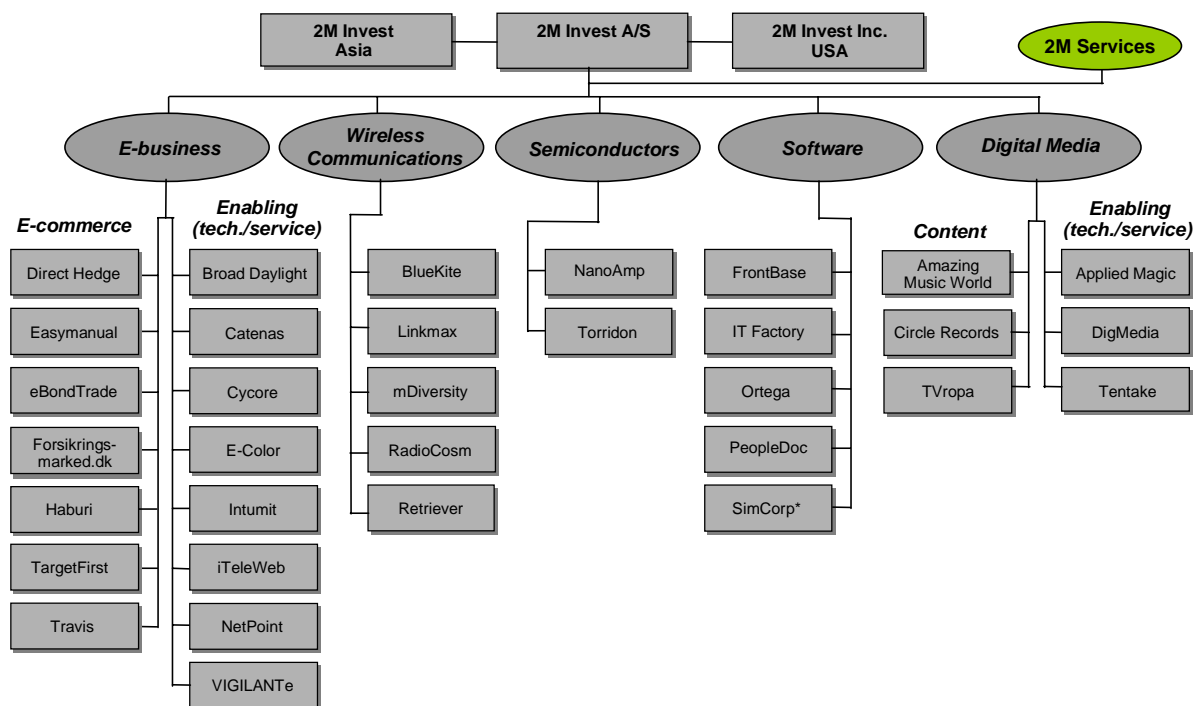 2M Invest
Asia
2M Invest A/S
2M Invest Inc.
USA
2M Services
E-business
Wireless
Communications
Semiconductors
Software
Digital Media
E-commerce
Direct Hedge
Easymanual
eBondTrade
Forsikrings-
marked.dk
Haburi
TargetFirst
Travis
Enabling
(tech./service)
Broad Daylight
Catenas
Cycore
E-Color
Intumit
iTeleWeb
NetPoint
VIGILANTe
BlueKite
Linkmax
mDiversity
RadioCosm
Retriever
NanoAmp
Torridon
FrontBase
IT Factory
Ortega
PeopleDoc
SimCorp*
Content
Amazing
Music World
Circle Records
TVropa
Enabling
(tech./service)
Applied Magic
DigMedia
Tentake